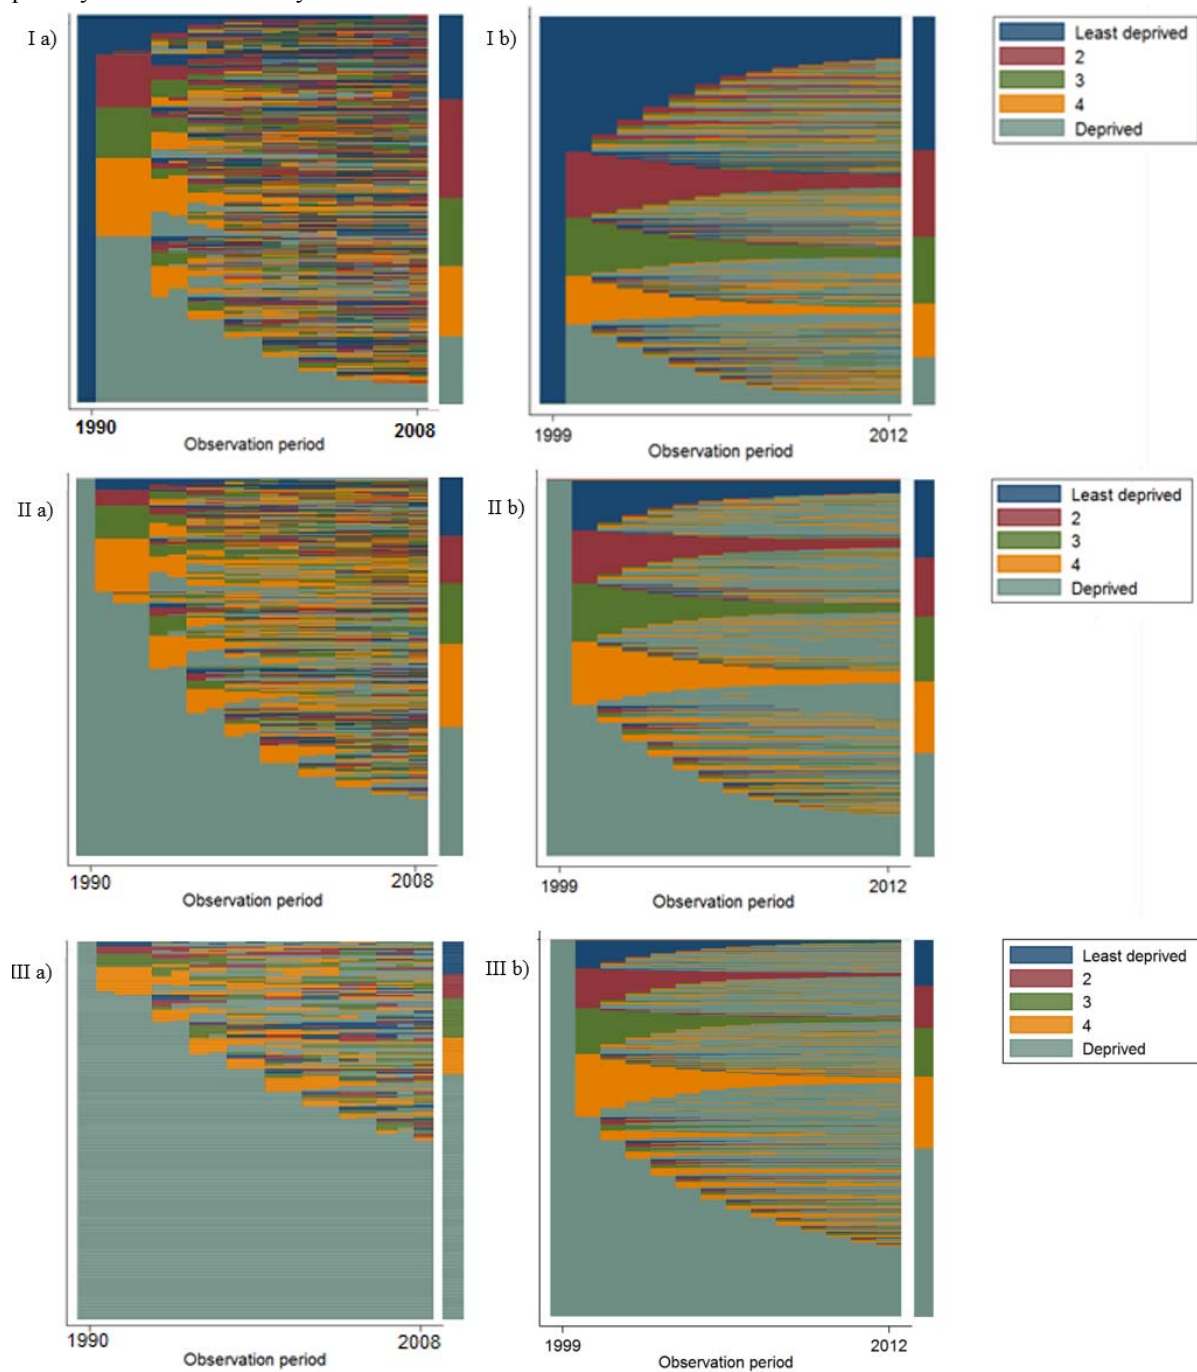 I a)
I b)
Least deprived
2
3
4
Deprived
1990
2008
Observation period
1999
2012
Observation period
II a)
II b)
Least deprived
2
3
4
Deprived
1990
2008
Observation period
1999
2012
Observation period
III a)
III b)
Least deprived
2
3
4
Deprived
1990
2008
Observation period
1999
2012
Observation period